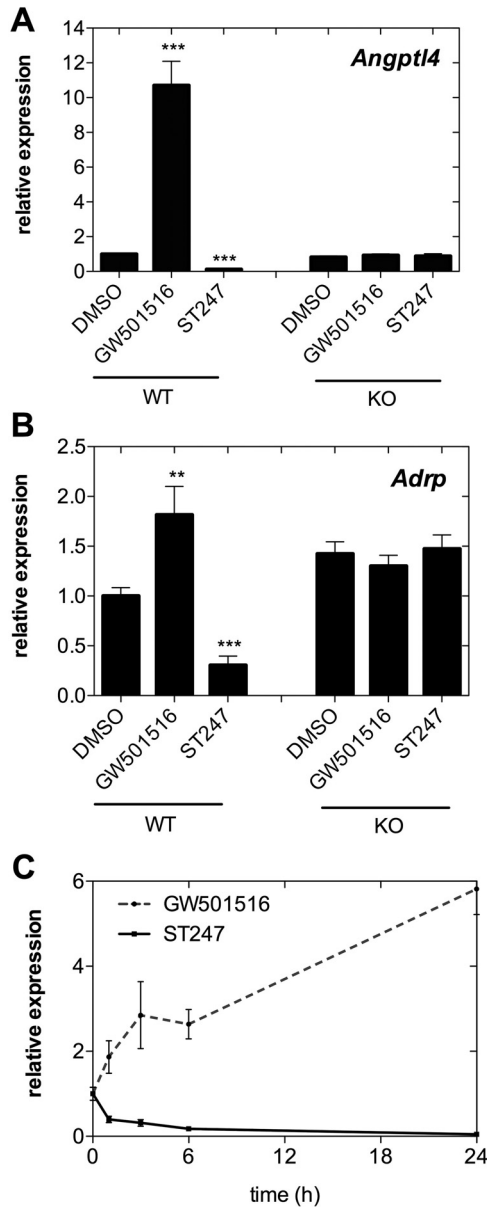 A
Angptl4
relative expression
14
12
10
8
6
4
2
0
***
***
DMSO
GW501516
ST247
DMSO
GW501516
ST247
WT
KO
B
Adrp
relative expression
2.5
2.0
1.5
1.0
0.5
0.0
**
***
DMSO
GW501516
ST247
DMSO
GW501516
ST247
WT
KO
C
relative expression
6
4
2
0
GW501516
ST247
0 6 12 18 24
time (h)